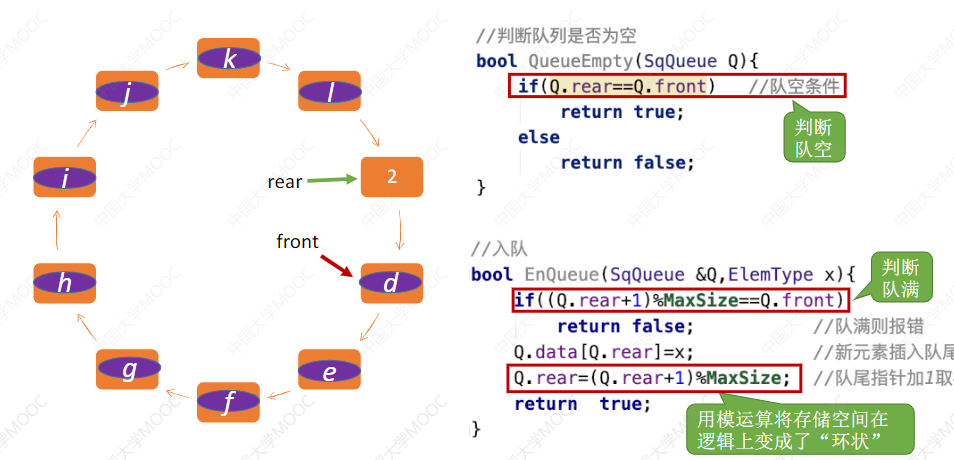 k
j
l
i
rear
2
front
h
d
g
e
f
//判断队列是否为空
bool QueueEmpty(SqQueue Q){
if(Q.rear==Q.front) //队空条件
return true;
判断
队空
else
return false;
}
//入队
bool EnQueue(SqQueue &Q,ElemType x){
判断
队满
if((Q.rear+1)%MaxSize==Q.front)
return false; //队满则报错
Q.data[Q.rear]=x; //新元素插入队尾
Q.rear=(Q.rear+1)%MaxSize; //队尾指针加1取
return true;
}
用模运算将存储空间在
逻辑上变成了“环状”
中国大学MOOC